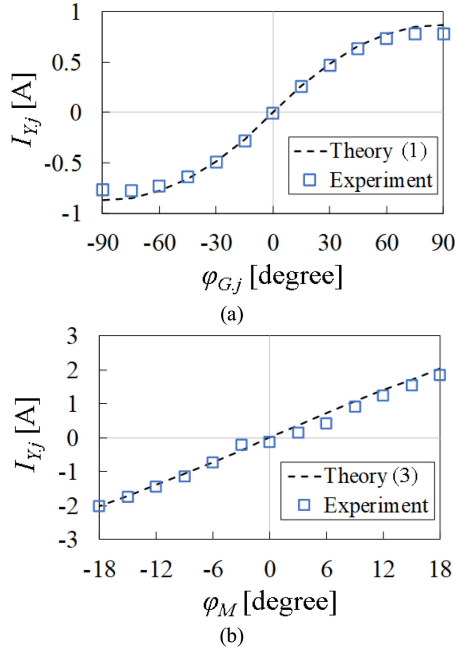 1
0.5
0
-0.5
-1
I_{Y,j} [A]
Theory (1)
Experiment
-90 -60 -30 0 30 60 90
φ_{G,j} [degree]
(a)
3
2
1
0
-1
-2
-3
I_{Y,j} [A]
Theory (3)
Experiment
-18 -12 -6 0 6 12 18
φ_M [degree]
(b)